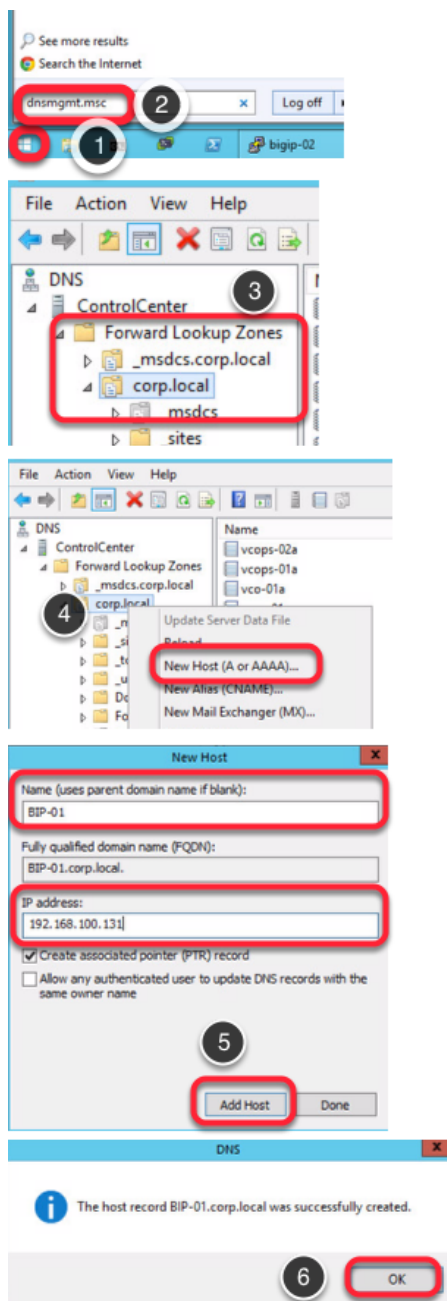 See more results
Search the Internet
dnsmgmt.msc
2
x
Log off
1
bigip-02
File Action View Help
DNS
3
ControlCenter
Forward Lookup Zones
_msdcs.corp.local
corp.local
_msdcs
_sites
File Action View Help
DNS
Name
ControlCenter
vcops-02a
Forward Lookup Zones
vcops-01a
_msdcs.corp.local
vco-01a
4
corp.local
Update Server Data File
Reload
New Host (A or AAAA)...
New Alias (CNAME)...
Do
Fo
New Mail Exchanger (MX)...
New Host
x
Name (uses parent domain name if blank):
BIP-01
Fully qualified domain name (FQDN):
BIP-01.corp.local.
IP address:
192.168.100.131
Create associated pointer (PTR) record
Allow any authenticated user to update DNS records with the
same owner name
5
Add Host
Done
DNS
x
The host record BIP-01.corp.local was successfully created.
6
OK